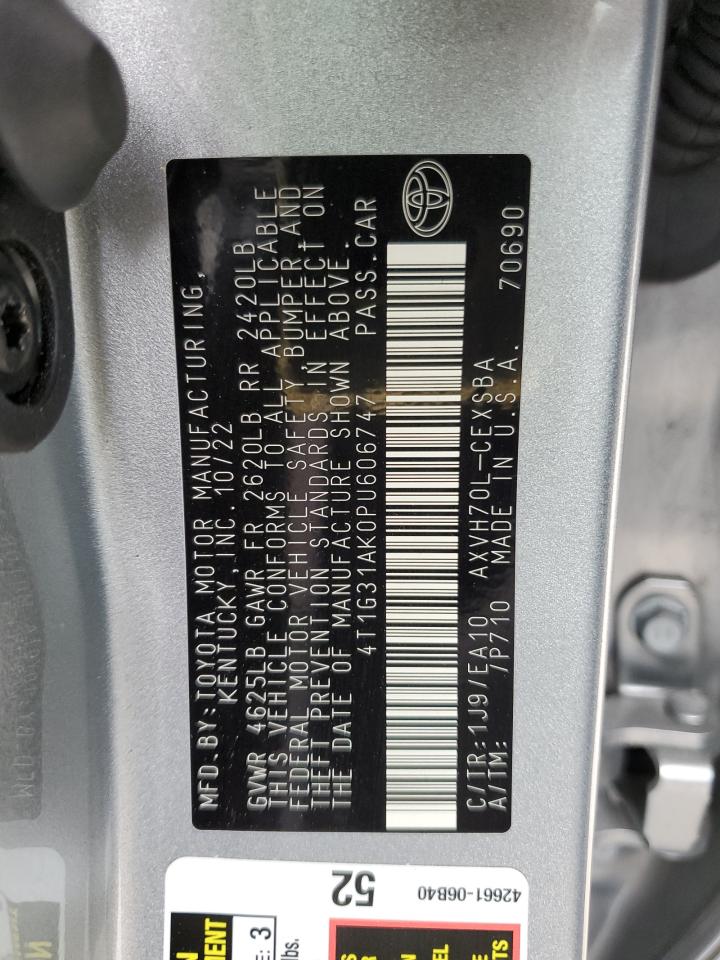 MFD.BY:TOYOTA MOTOR MANUFACTURING,
KENTUCKY, INC. 10/22
GVWR 4625LB GAWR FR 2620LB RR 2420LB
THIS VEHICLE CONFORMS TO ALL APPLICABLE
FEDERAL MOTOR VEHICLE SAFETY, BUMPER, AND
THEFT PREVENTION STANDARDS IN EFFECT ON
THE DATE OF MANUFACTURE SHOWN ABOVE.
4T1G31AK0PU606747 PASS.CAR
C/TR:1J9/EA10 AXVH70L-CEXSBA
A/TM: /P710 MADE IN U.S.A. 70690
52
42661-06B40
3
lbs.